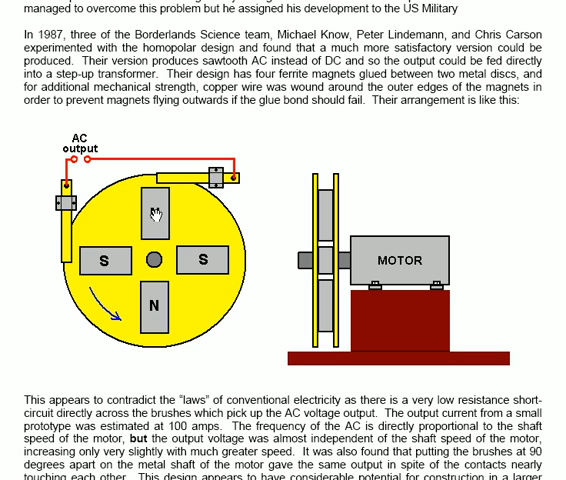 managed to overcome this problem but he assigned his development to the US Military
In 1987, three of the Borderlands Science team, Michael Know, Peter Lindemann, and Chris Carson
experimented with the homopolar design and found that a much more satisfactory version could be
produced. Their version produces sawtooth AC instead of DC and so the output could be fed directly
into a step-up transformer. Their design has four ferrite magnets glued between two metal discs, and
for additional mechanical strength, copper wire was wound around the outer edges of the magnets in
order to prevent magnets flying outwards if the glue bond should fail. Their arrangement is like this:
AC
output
S
S
N
MOTOR
This appears to contradict the "laws" of conventional electricity as there is a very low resistance short-
circuit directly across the brushes which pick up the AC voltage output. The output current from a small
prototype was estimated at 100 amps. The frequency of the AC is directly proportional to the shaft
speed of the motor, but the output voltage was almost independent of the shaft speed of the motor,
increasing only very slightly with much greater speed. It was also found that putting the brushes at 90
degrees apart on the metal shaft of the motor gave the same output in spite of the contacts nearly
touching each other. This design appears to have considerable potential for construction in a larger